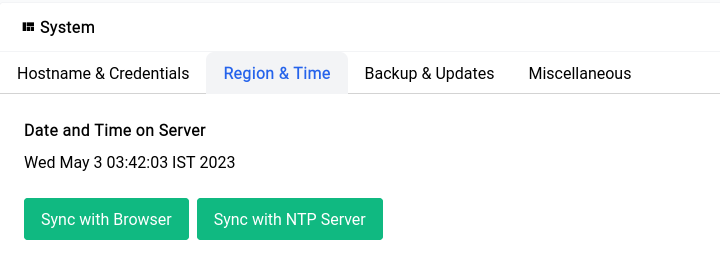 System
Hostname & Credentials Region & Time Backup & Updates Miscellaneous
Date and Time on Server
Wed May 3 03:42:03 IST 2023
Sync with Browser Sync with NTP Server